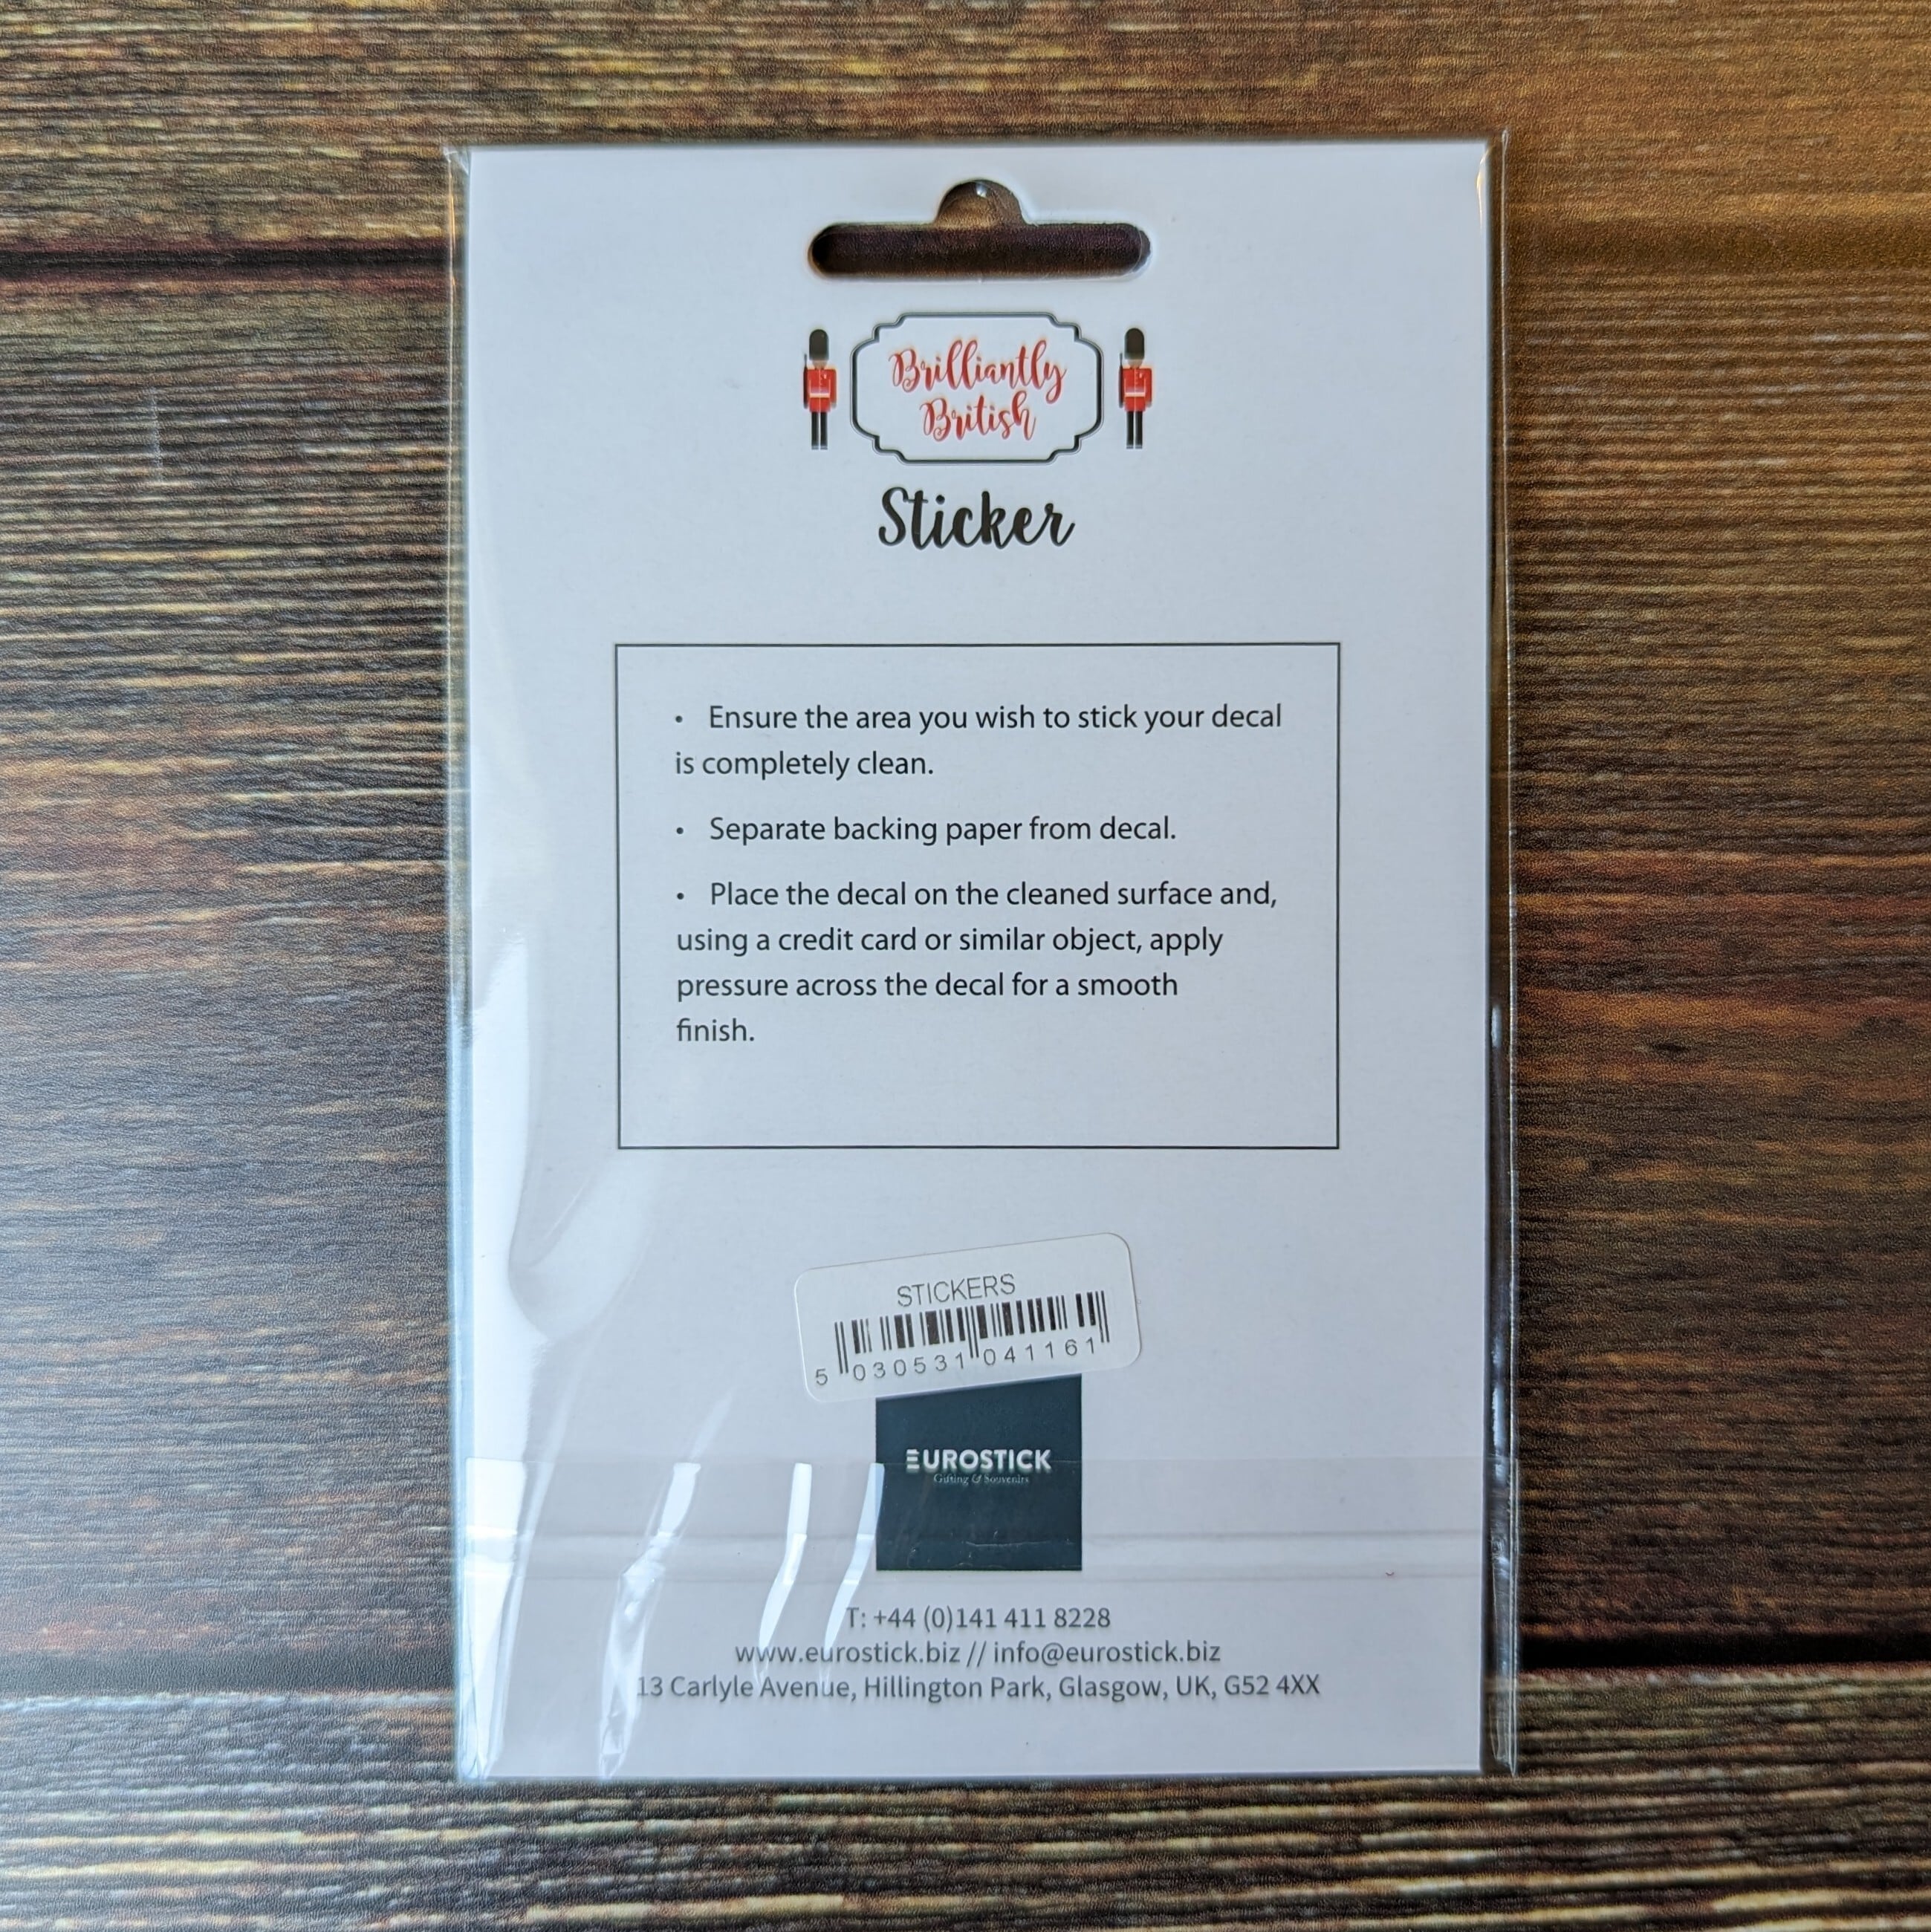 Brilliantly
British
Sticker
• Ensure the area you wish to stick your decal
is completely clean.
• Separate backing paper from decal.
• Place the decal on the cleaned surface and,
using a credit card or similar object, apply
pressure across the decal for a smooth
finish.
STICKERS
5 030531 041161
EUROSTICK
Gifting & Souvenirs
T: +44 (0)141 411 8228
www.eurostick.biz // info@eurostick.biz
13 Carlyle Avenue, Hillington Park, Glasgow, UK, G52 4XX